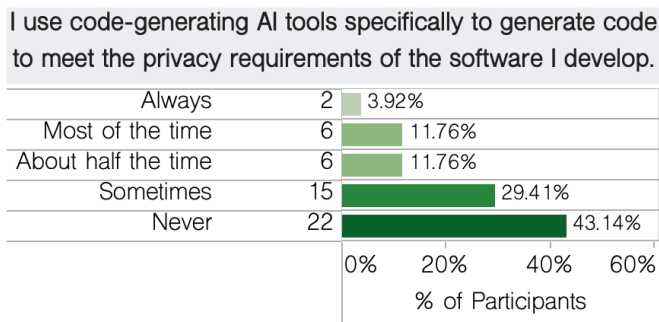 I use code-generating AI tools specifically to generate code
to meet the privacy requirements of the software I develop.
Always 2 3.92%
Most of the time 6 11.76%
About half the time 6 11.76%
Sometimes 15 29.41%
Never 22 43.14%
0% 20% 40% 60%
% of Participants